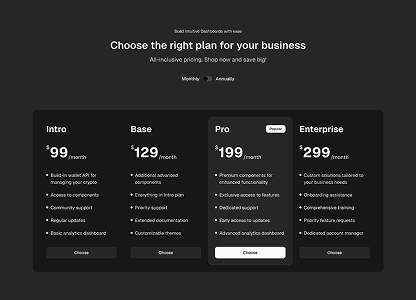 Build Intuitive Dashboards with ease
Choose the right plan for your business
All-inclusive pricing. Shop now and save big!
Monthly Annually
Intro
$99/month
Build-in wallet API for
managing your crypto
Access to components
Community support
Regular updates
Basic analytics dashboard
Choose
Base
$129/month
Additional advanced
components
Everything in Intro plan
Priority support
Extended documentation
Customizable themes
Choose
Pro
Popular
$199/month
Premium components for
enhanced functionality
Exclusive access to features
Dedicated support
Early access to updates
Advanced analytics dashboard
Choose
Enterprise
$299/month
Custom solutions tailored to
your business needs
Onboarding assistance
Comprehensive training
Priority feature requests
Dedicated account manager
Choose